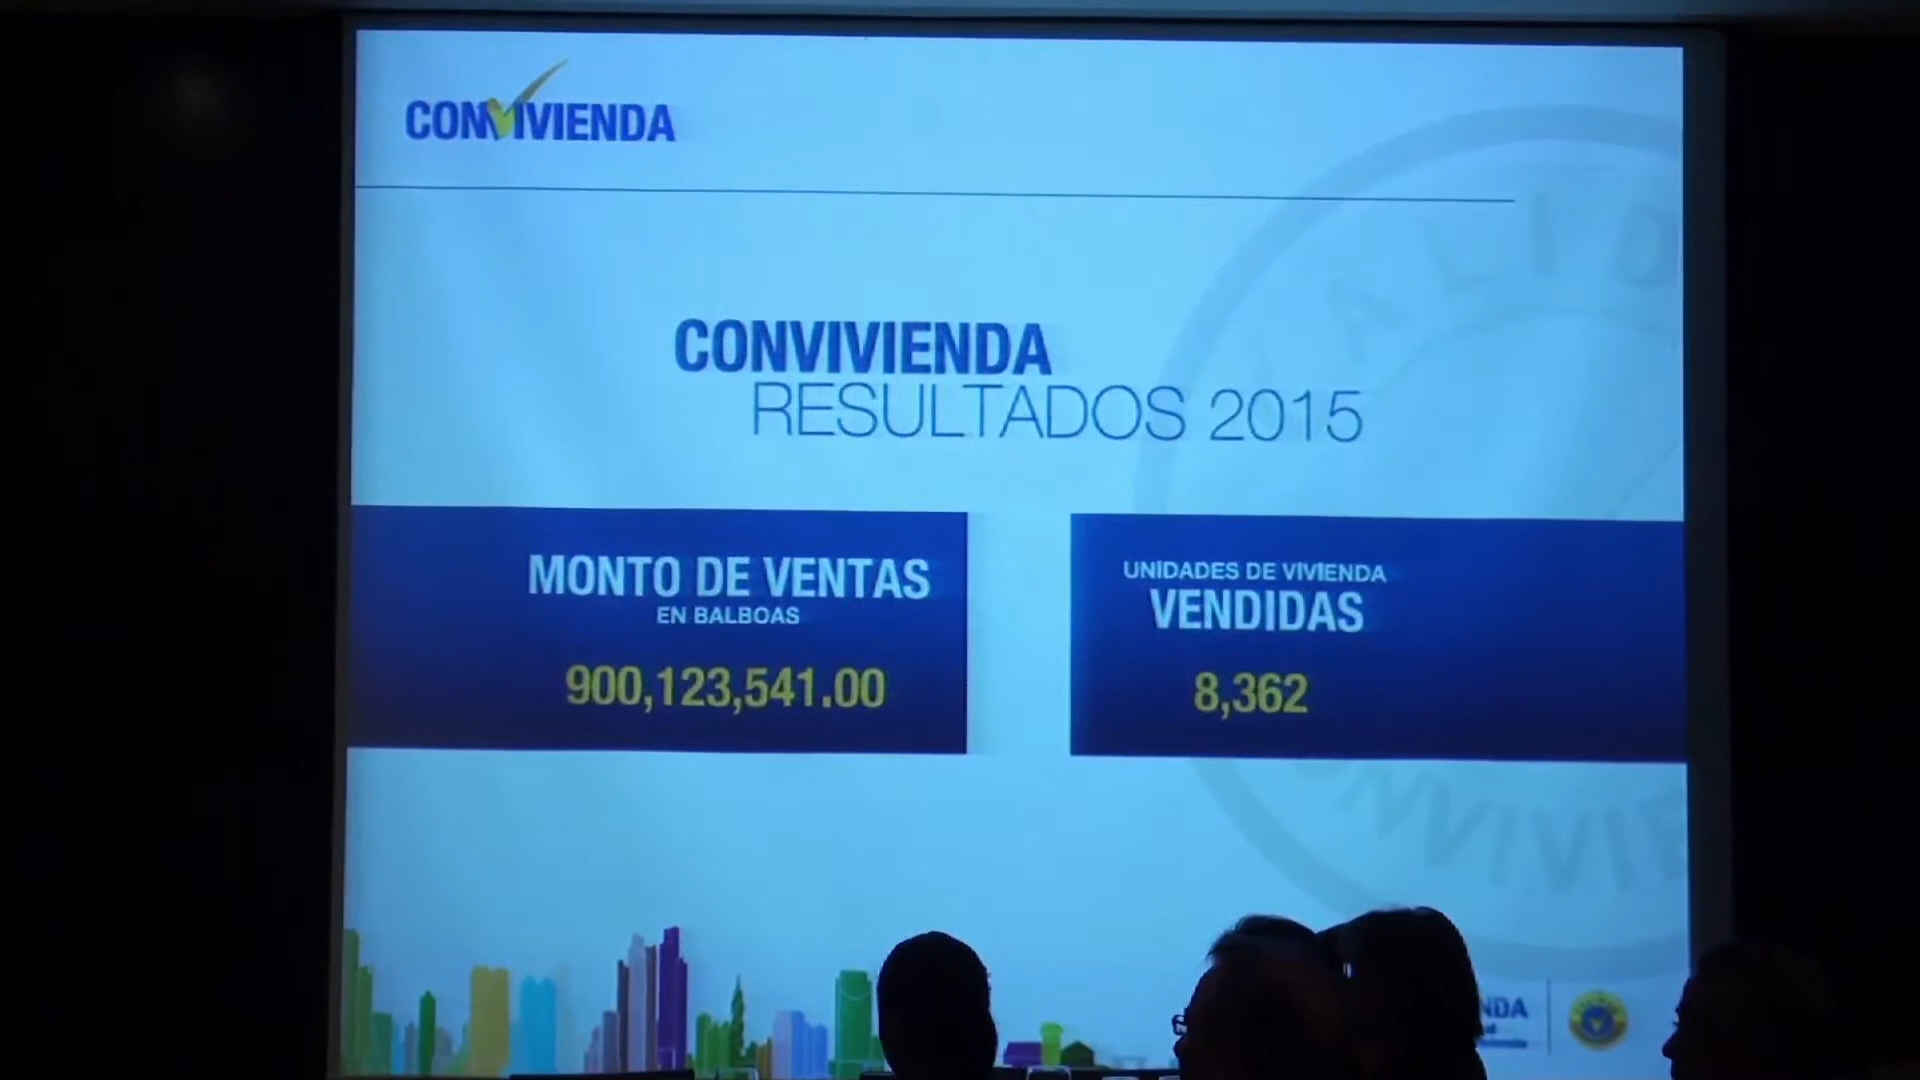 CONVIVIENDA
CONVIVIENDA
RESULTADOS 2015
MONTO DE VENTAS
EN BALBOAS
900,123,541.00
UNIDADES DE VIVIENDA
VENDIDAS
8,362